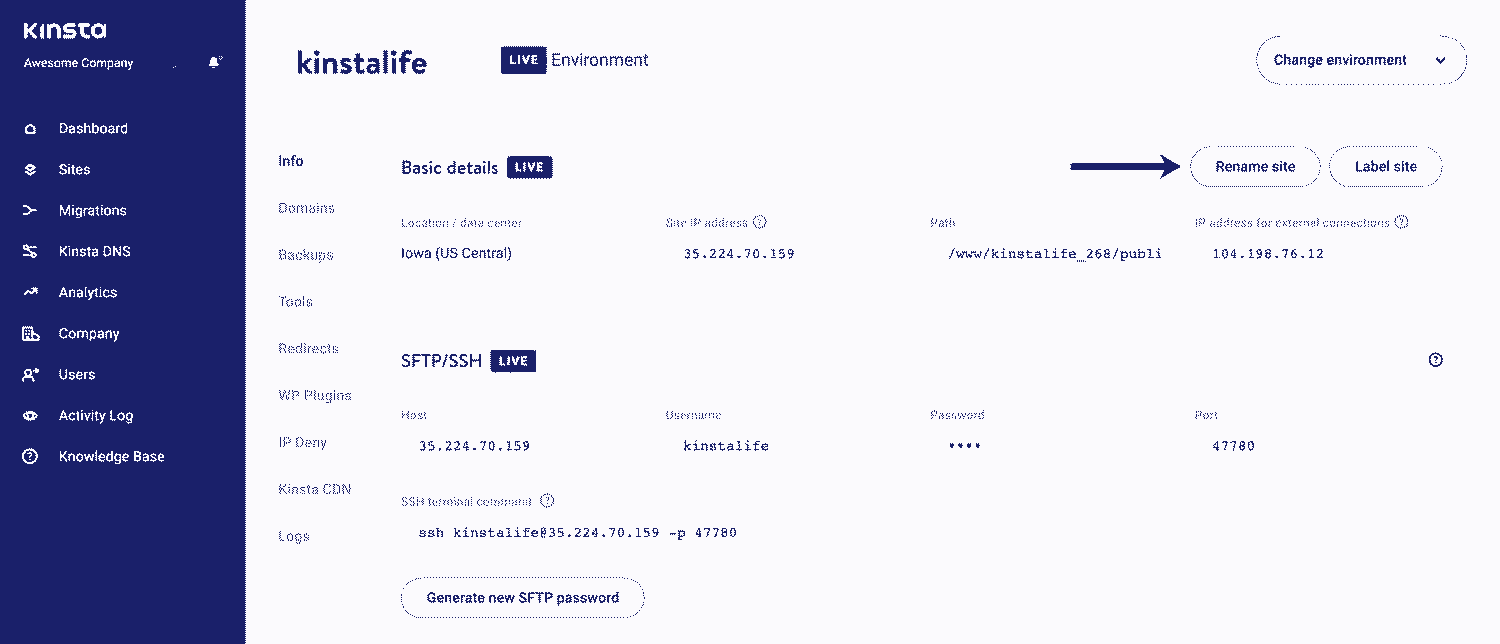 Kinsta
Awesome Company
Dashboard
Sites
Migrations
Kinsta DNS
Analytics
Company
Users
Activity Log
Knowledge Base
kinstalife LIVE Environment Change environment
Info
Domains
Backups
Tools
Redirects
WP Plugins
IP Deny
Kinsta CDN
Logs
Basic details LIVE Rename site Label site
Location / data center Site IP address ? Path IP address for external connections ?
Iowa (US Central) 35.224.70.159 /www/kinstalife_268/publi 104.198.76.12
SFTP/SSH LIVE ?
Host Username Password Port
35.224.70.159 kinstalife •••• 47780
SSH terminal command ?
ssh kinstalife@35.224.70.159 -p 47780
Generate new SFTP password